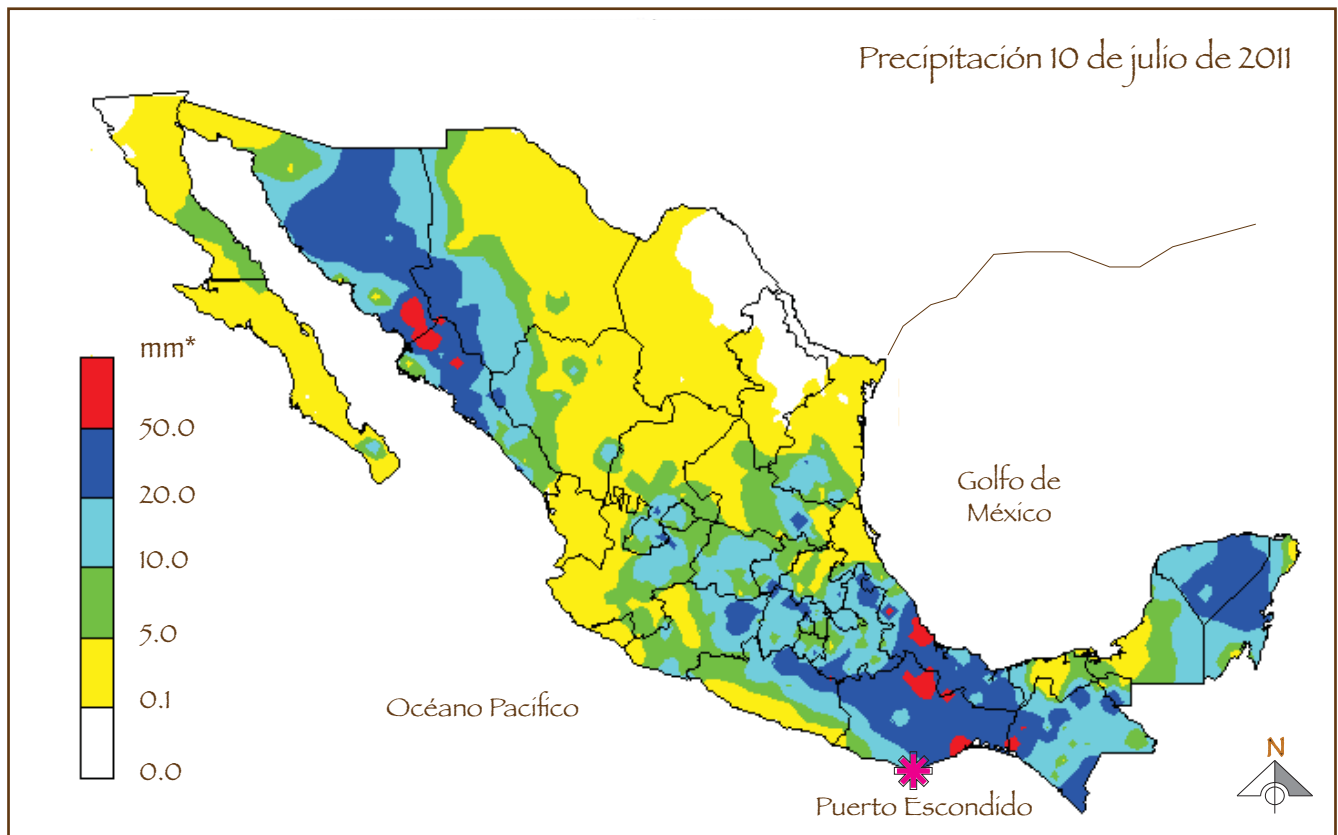 Precipitación 10 de julio de 2011
mm*
50.0
20.0
10.0
5.0
0.1
0.0
Golfo de
México
Océano Pacifico
Puerto Escondido
N